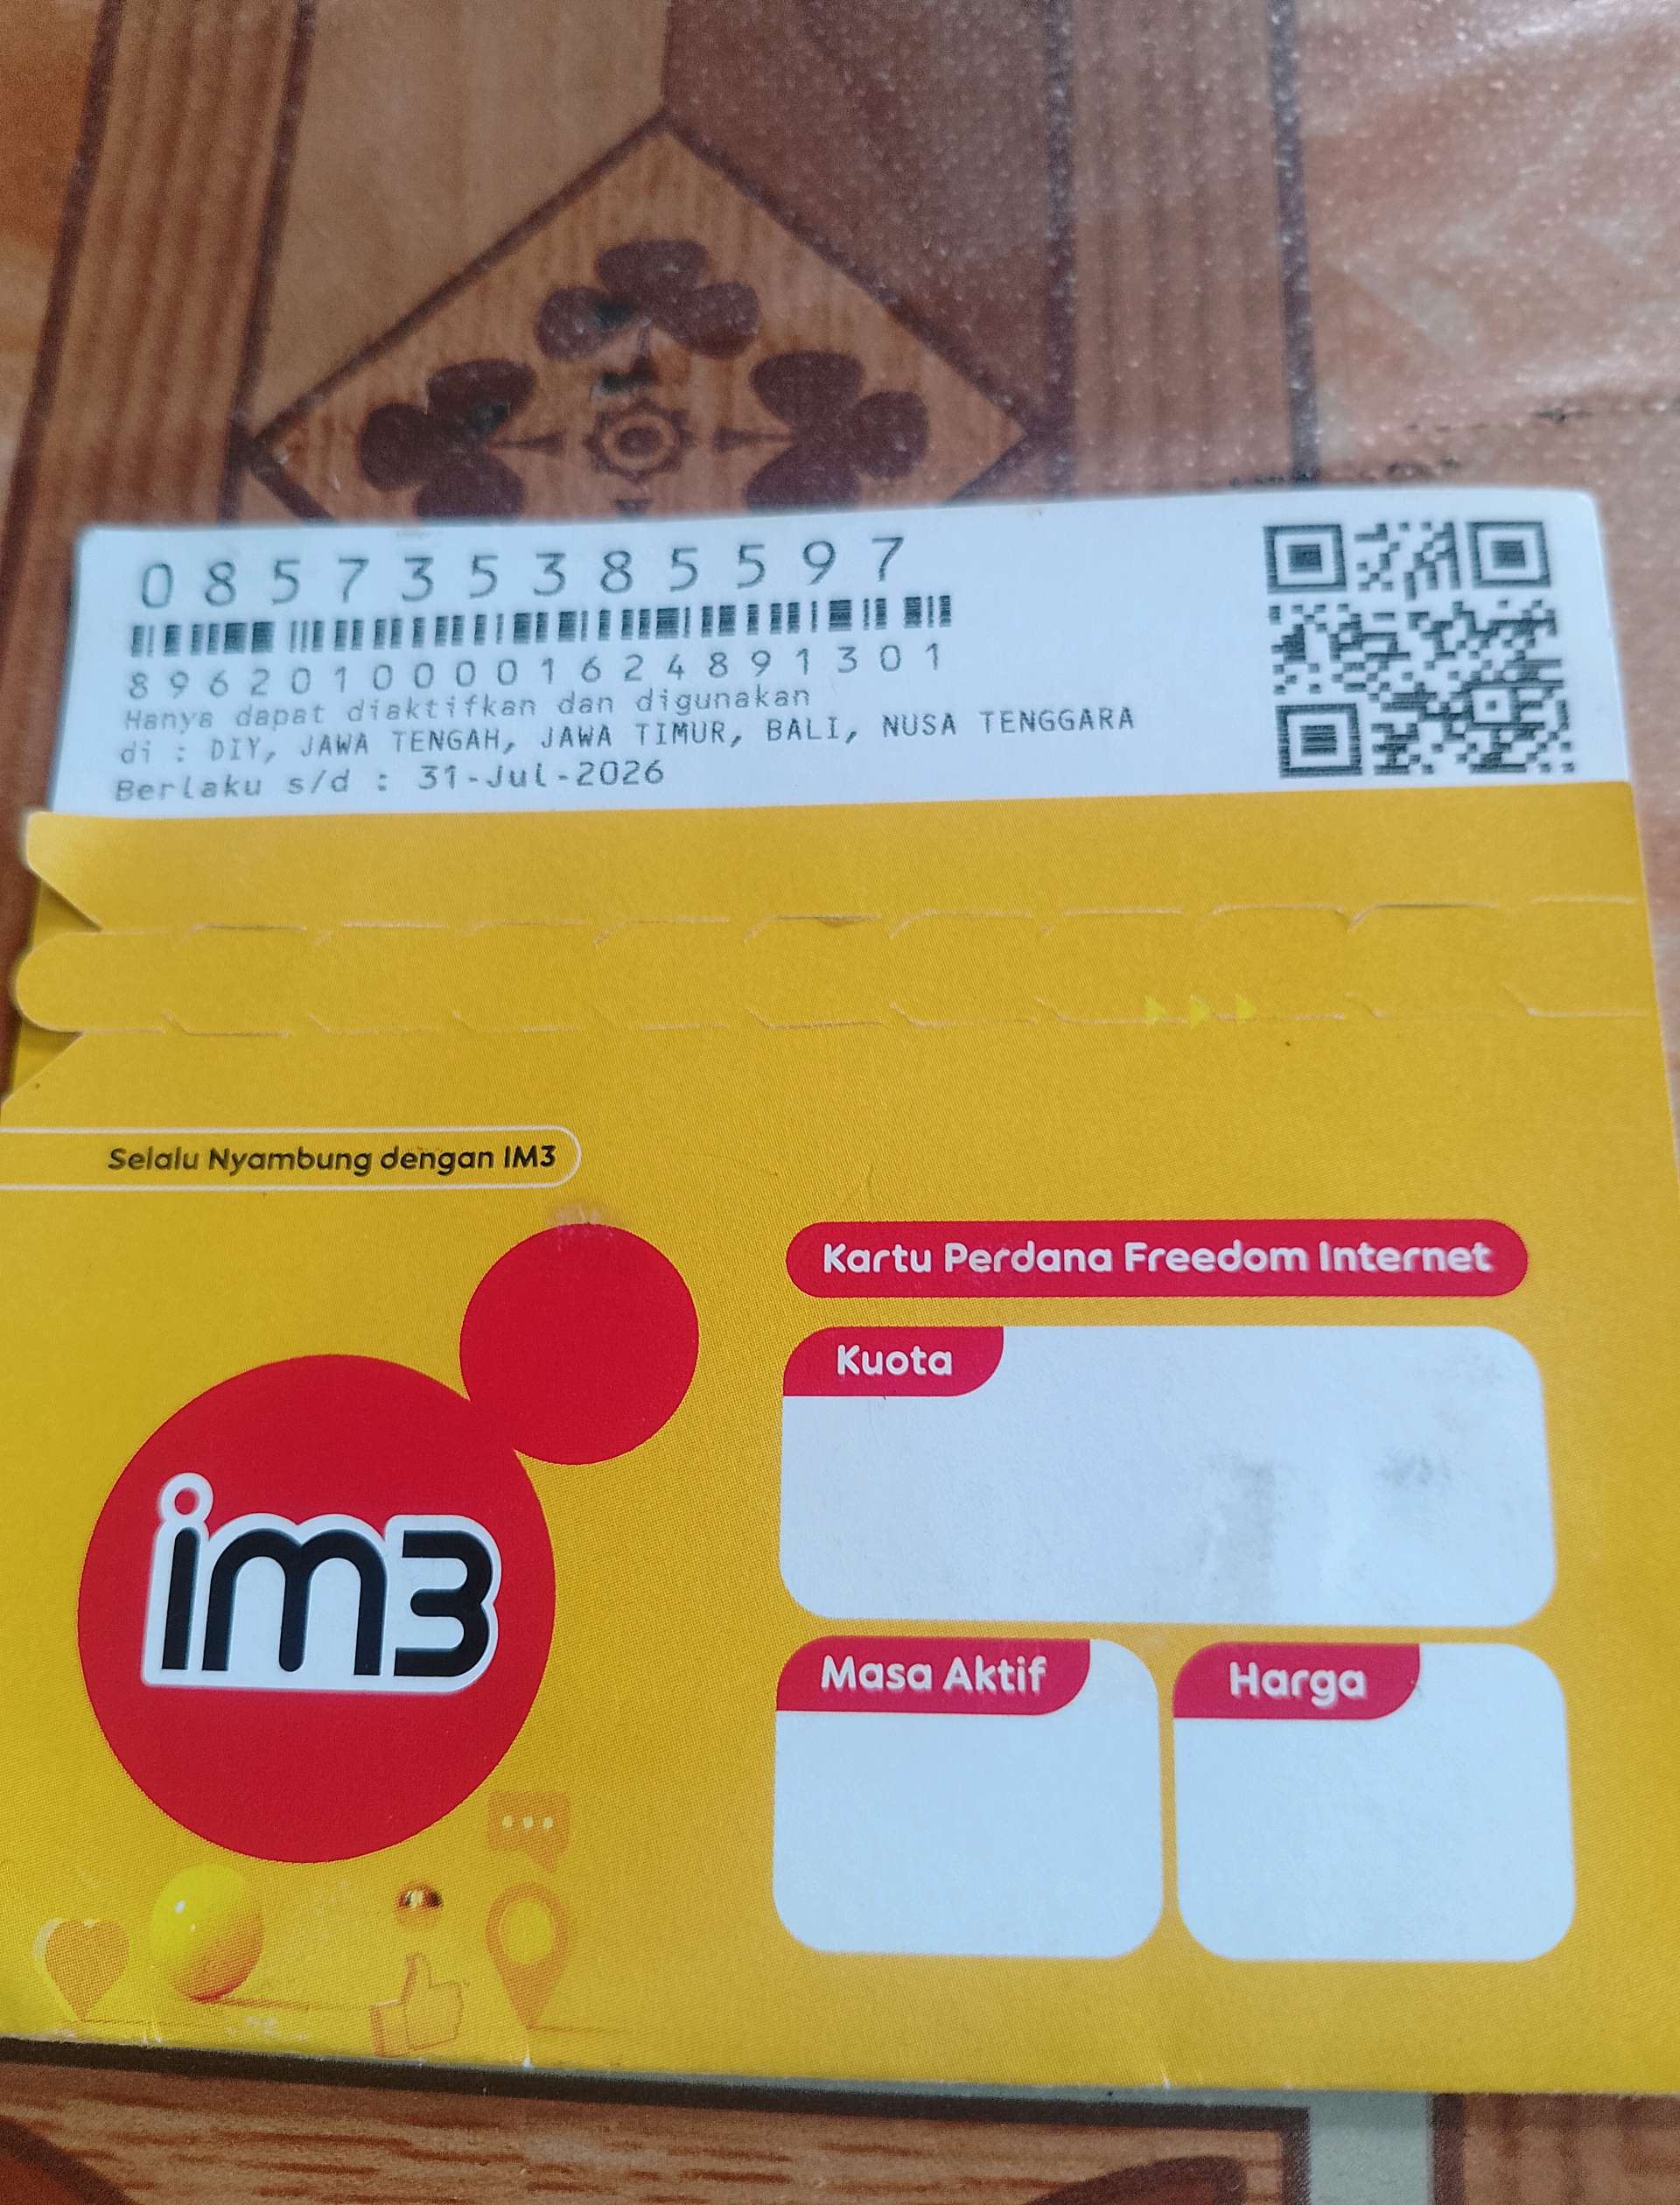 085735385597
89620100001624891301
Hanya dapat diaktifkan dan digunakan
di : DIY, JAWA TENGAH, JAWA TIMUR, BALI, NUSA TENGGARA
Berlaku s/d : 31-Jul-2026
Selalu Nyambung dengan IM3
Kartu Perdana Freedom Internet
Kuota
im3
Masa Aktif
Harga